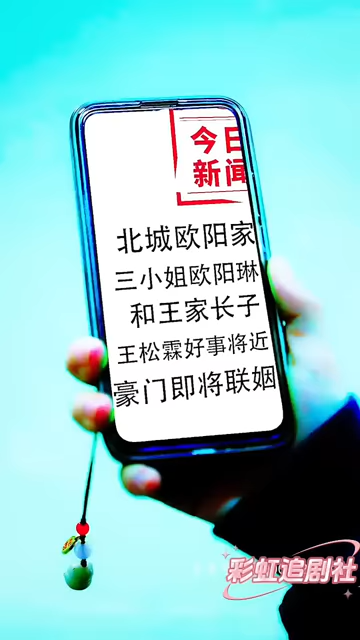 今日
新闻
北城欧阳家
三小姐欧阳琳
和王家长子
王松霖好事将近
豪门即将联姻
彩虹追剧社